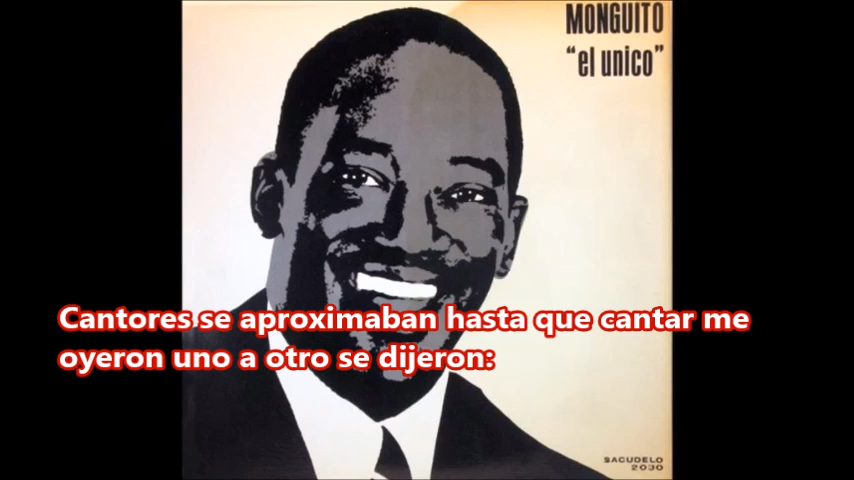 MONGUITO
“el unico”
Cantores se aproximaban hasta que cantar me
oyeron uno a otro se dijeron:
SACUDELO
2030